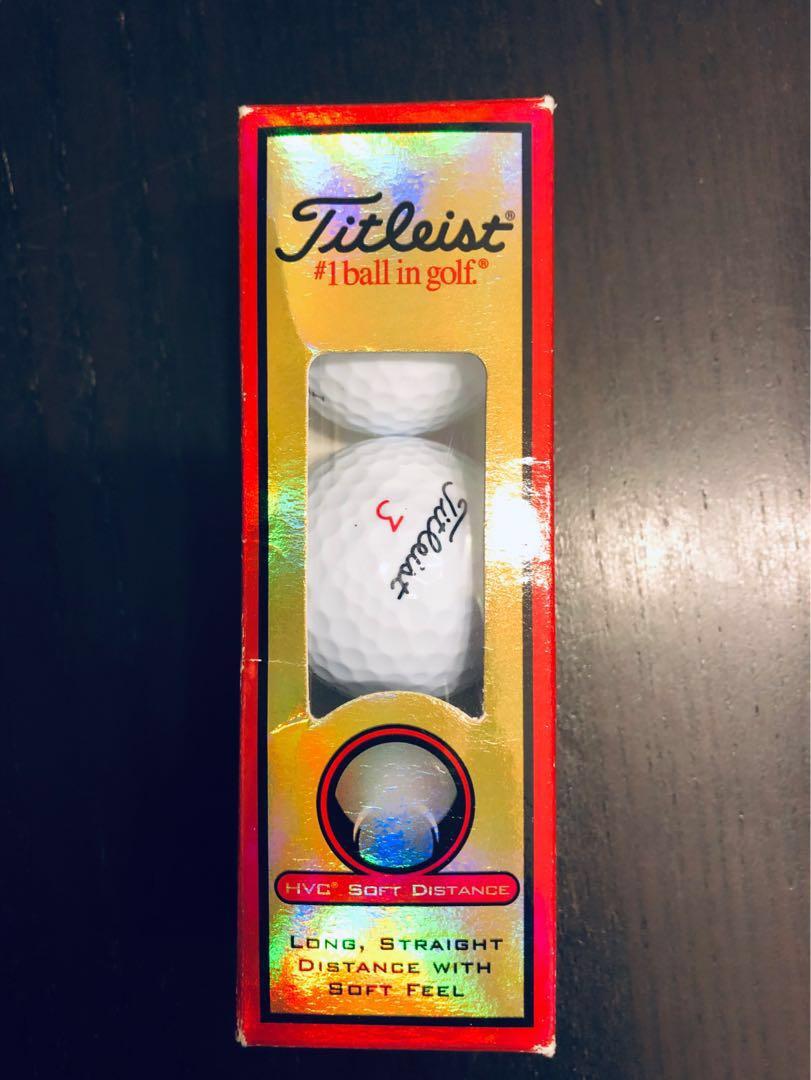 Titleist®
#1 ball in golf.®
Titleist
3
HVC® SOFT DISTANCE
LONG, STRAIGHT
DISTANCE WITH
SOFT FEEL